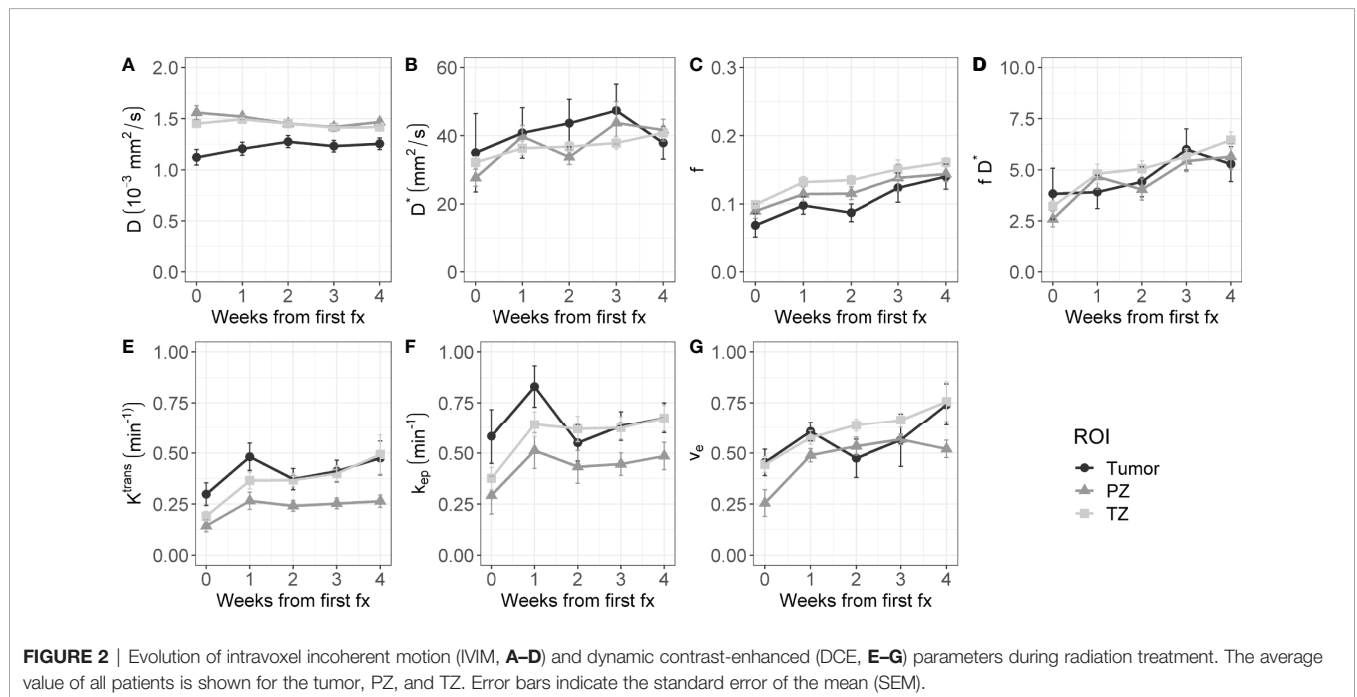 A
D (10⁻³ mm²/s)
2.0
1.5
1.0
0.5
0.0
0 1 2 3 4
Weeks from first fx
B
D* (mm²/s)
60
40
20
0
0 1 2 3 4
Weeks from first fx
C
f
0.3
0.2
0.1
0
0 1 2 3 4
Weeks from first fx
D
f D*
10.0
7.5
5.0
2.5
0.0
0 1 2 3 4
Weeks from first fx
E
Kᵗʳᵃⁿˢ (min⁻¹⁾)
1.00
0.75
0.50
0.25
0.00
0 1 2 3 4
Weeks from first fx
F
kₑₚ (min⁻¹)
1.00
0.75
0.50
0.25
0.00
0 1 2 3 4
Weeks from first fx
G
vₑ
1.00
0.75
0.50
0.25
0.00
0 1 2 3 4
Weeks from first fx
ROI
Tumor
PZ
TZ
FIGURE 2 | Evolution of intravoxel incoherent motion (IVIM, A–D) and dynamic contrast-enhanced (DCE, E–G) parameters during radiation treatment. The average
value of all patients is shown for the tumor, PZ, and TZ. Error bars indicate the standard error of the mean (SEM).